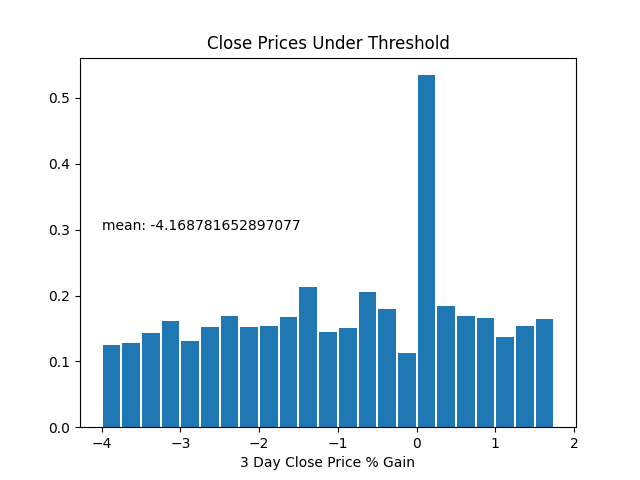 Close Prices Under Threshold
0.5
0.4
0.3
mean: -4.168781652897077
0.2
0.1
0.0
−4 −3 −2 −1 0 1 2
3 Day Close Price % Gain